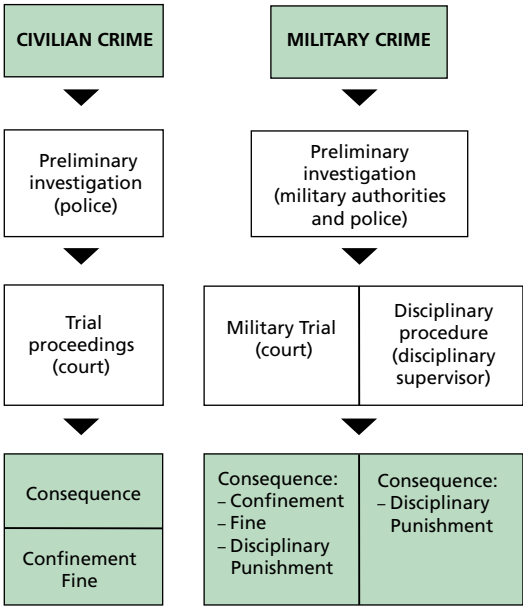 CIVILIAN CRIME
Preliminary
investigation
(police)
Trial
proceedings
(court)
Consequence
Confinement
Fine
MILITARY CRIME
Preliminary
investigation
(military authorities
and police)
Military Trial
(court)
Disciplinary
procedure
(disciplinary
supervisor)
Consequence:
– Confinement
– Fine
– Disciplinary
Punishment
Consequence:
– Disciplinary
Punishment